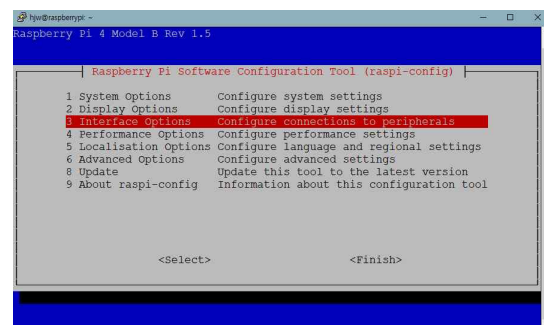 hjw@raspberrypi: ~
Raspberry Pi 4 Model B Rev 1.5
Raspberry Pi Software Configuration Tool (raspi-config)
1 System Options Configure system settings
2 Display Options Configure display settings
3 Interface Options Configure connections to peripherals
4 Performance Options Configure performance settings
5 Localisation Options Configure language and regional settings
6 Advanced Options Configure advanced settings
8 Update Update this tool to the latest version
9 About raspi-config Information about this configuration tool
<Select> <Finish>